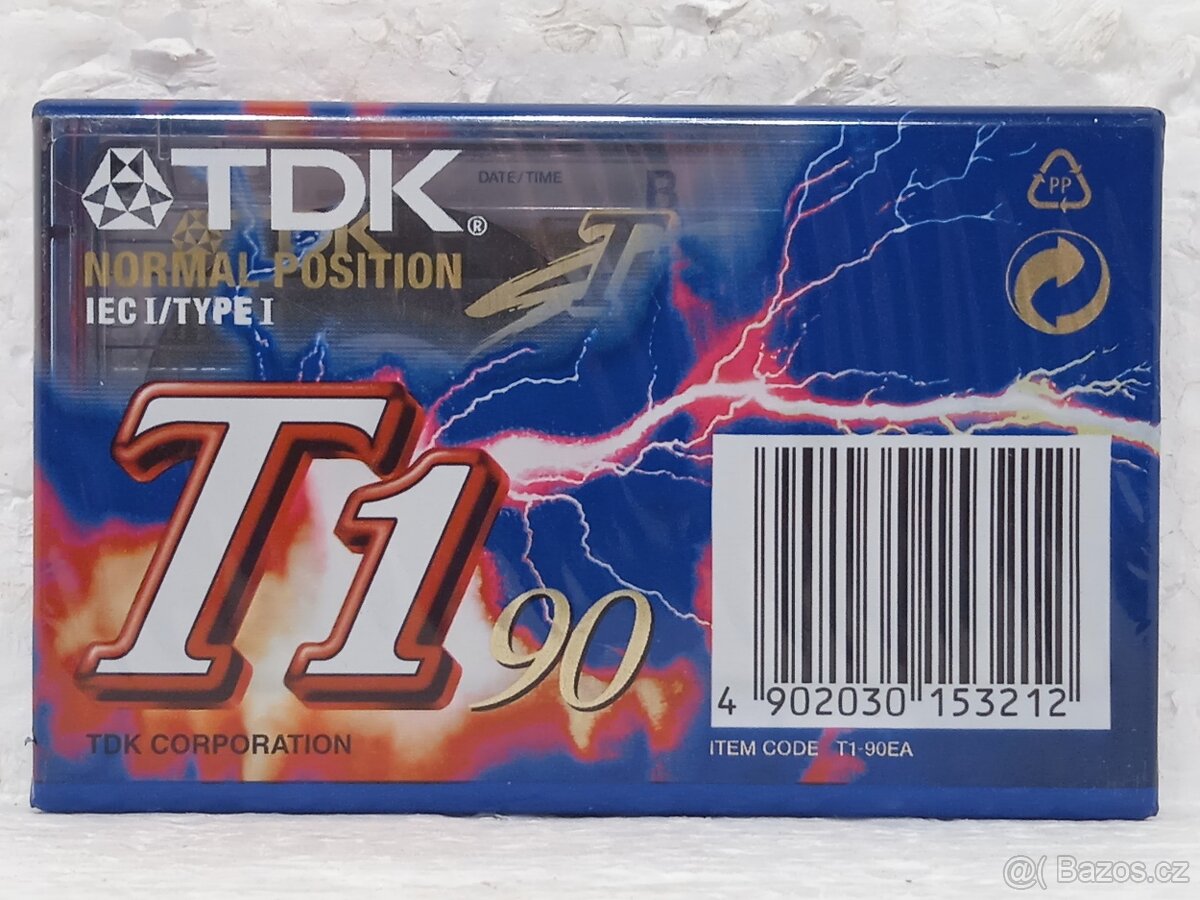 TDK®
DATE/TIME
B
TDK
NORMAL POSITION
IEC I/TYPE I
T
PP
T1
90
4 902030 153212
TDK CORPORATION
ITEM CODE T1-90EA
@( Bazos.cz